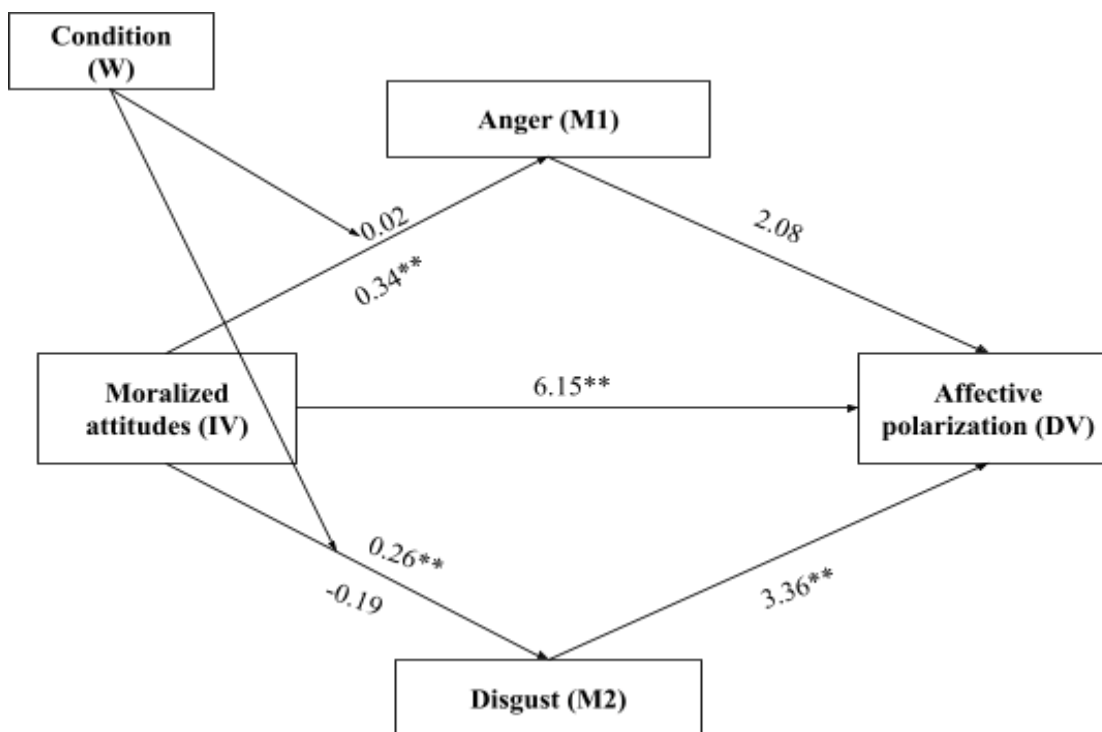 Condition
(W)
Anger (M1)
0.02
0.34**
2.08
Moralized
attitudes (IV)
6.15**
Affective
polarization (DV)
0.26**
-0.19
3.36**
Disgust (M2)